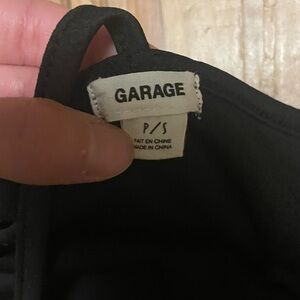 GARAGE
P/S
FAIT EN CHINE
MADE IN CHINA